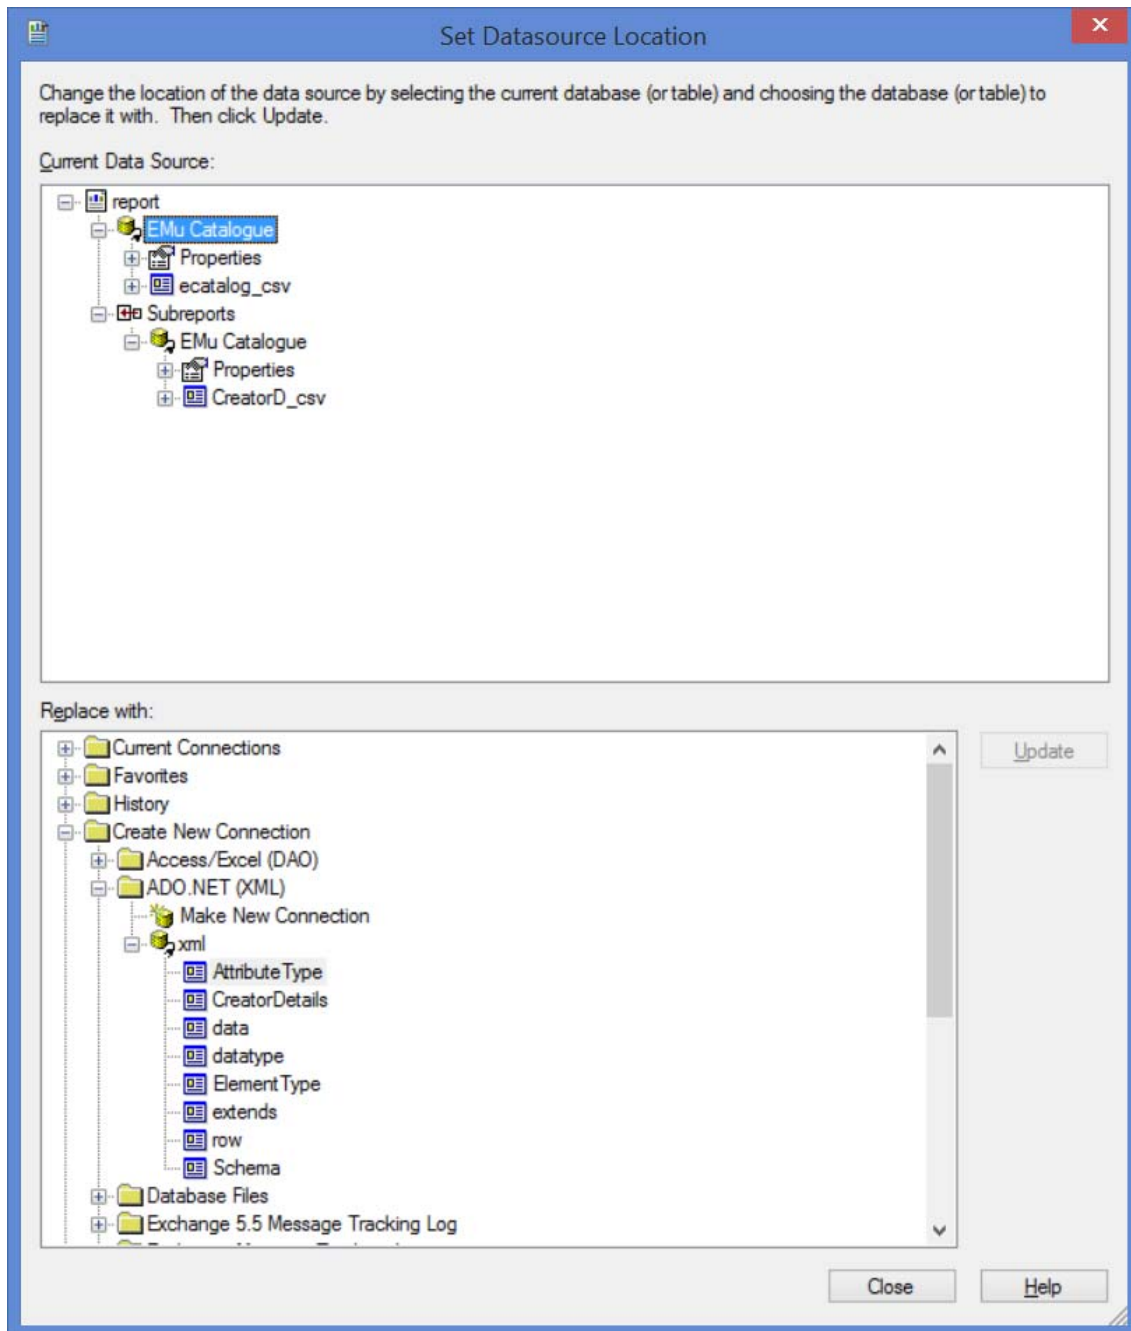 Set Datasource Location
Change the location of the data source by selecting the current database (or table) and choosing the database (or table) to
replace it with. Then click Update.
Current Data Source:
report
EMu Catalogue
Properties
ecatalog_csv
Subreports
EMu Catalogue
Properties
CreatorD_csv
Replace with:
Current Connections
Update
Favorites
History
Create New Connection
Access/Excel (DAO)
ADO.NET (XML)
Make New Connection
xml
AttributeType
CreatorDetails
data
datatype
ElementType
extends
row
Schema
Database Files
Exchange 5.5 Message Tracking Log
Close
Help